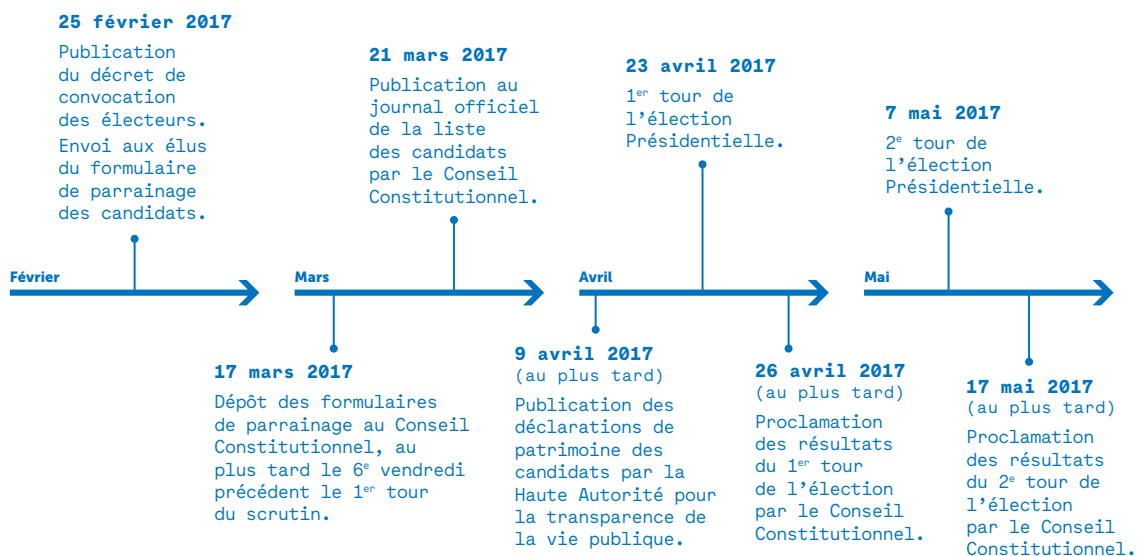 25 février 2017
Publication
du décret de
convocation
des électeurs.
Envoi aux élus
du formulaire
de parrainage
des candidats.
21 mars 2017
Publication au
journal officiel
de la liste
des candidats
par le Conseil
Constitutionnel.
23 avril 2017
1er tour de
l’élection
Présidentielle.
7 mai 2017
2e tour de
l’élection
Présidentielle.
Février
Mars
Avril
Mai
17 mars 2017
Dépôt des formulaires
de parrainage au Conseil
Constitutionnel, au
plus tard le 6e vendredi
précédent le 1er tour
du scrutin.
9 avril 2017
(au plus tard)
Publication des
déclarations de
patrimoine des
candidats par la
Haute Autorité pour
la transparence de
la vie publique.
26 avril 2017
(au plus tard)
Proclamation
des résultats
du 1er tour
de l’élection
par le Conseil
Constitutionnel.
17 mai 2017
(au plus tard)
Proclamation
des résultats
du 2e tour de
l’élection
par le Conseil
Constitutionnel.